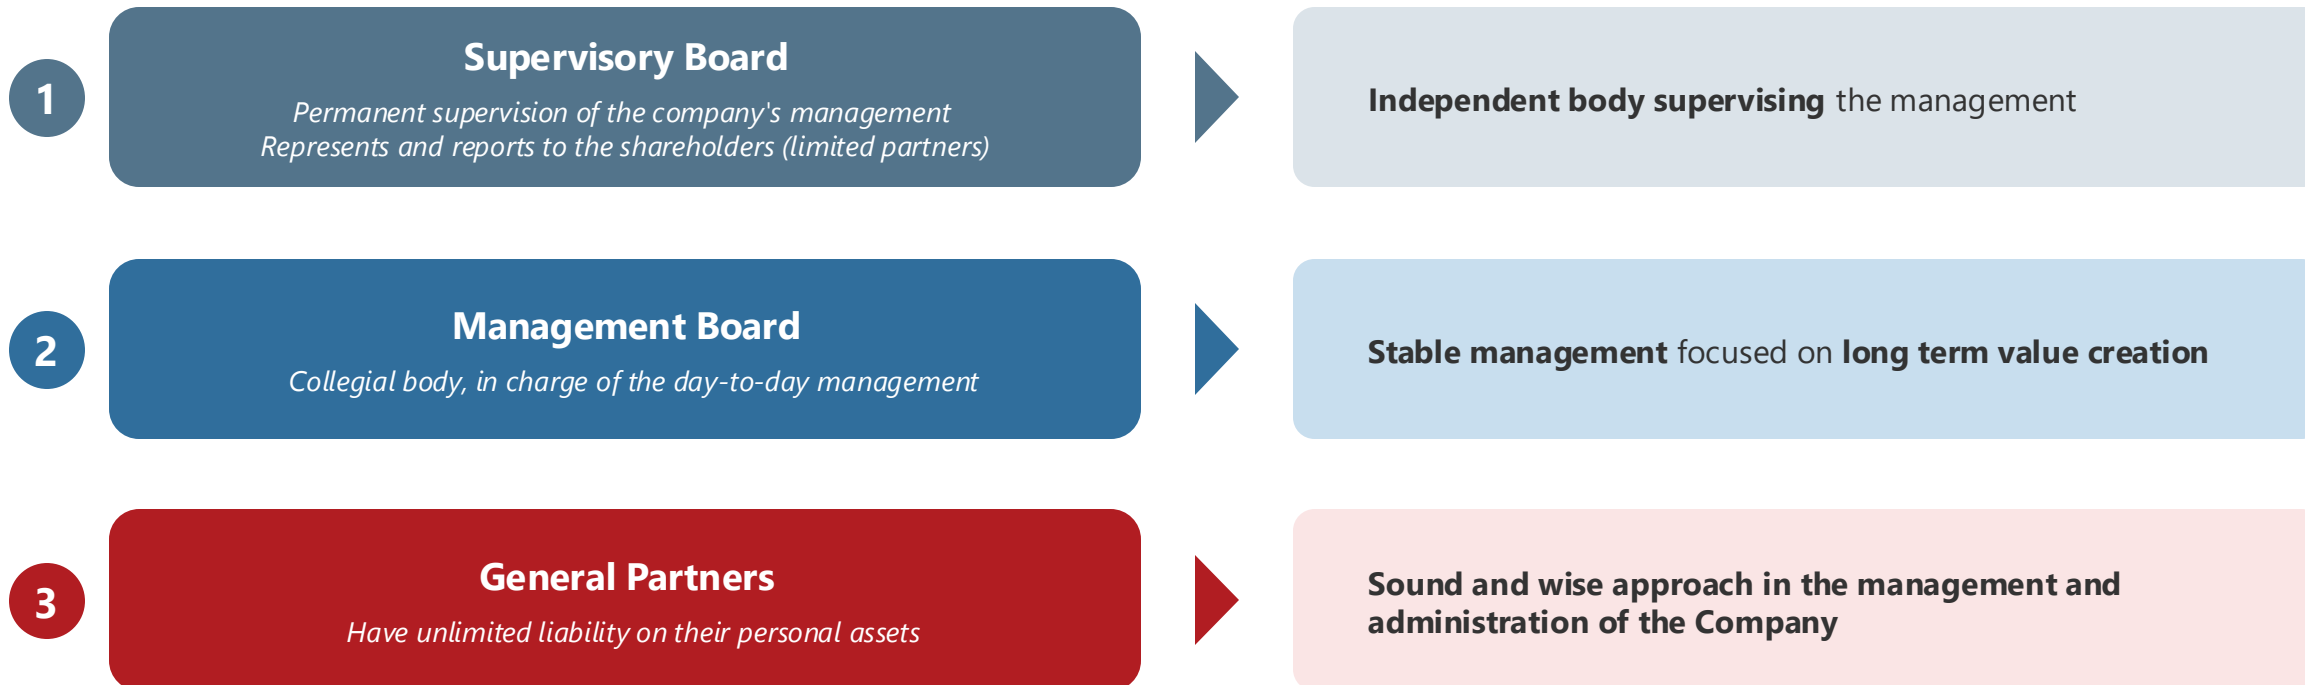 1
Supervisory Board
Permanent supervision of the company's management
Represents and reports to the shareholders (limited partners)
Independent body supervising the management
2
Management Board
Collegial body, in charge of the day-to-day management
Stable management focused on long term value creation
3
General Partners
Have unlimited liability on their personal assets
Sound and wise approach in the management and
administration of the Company